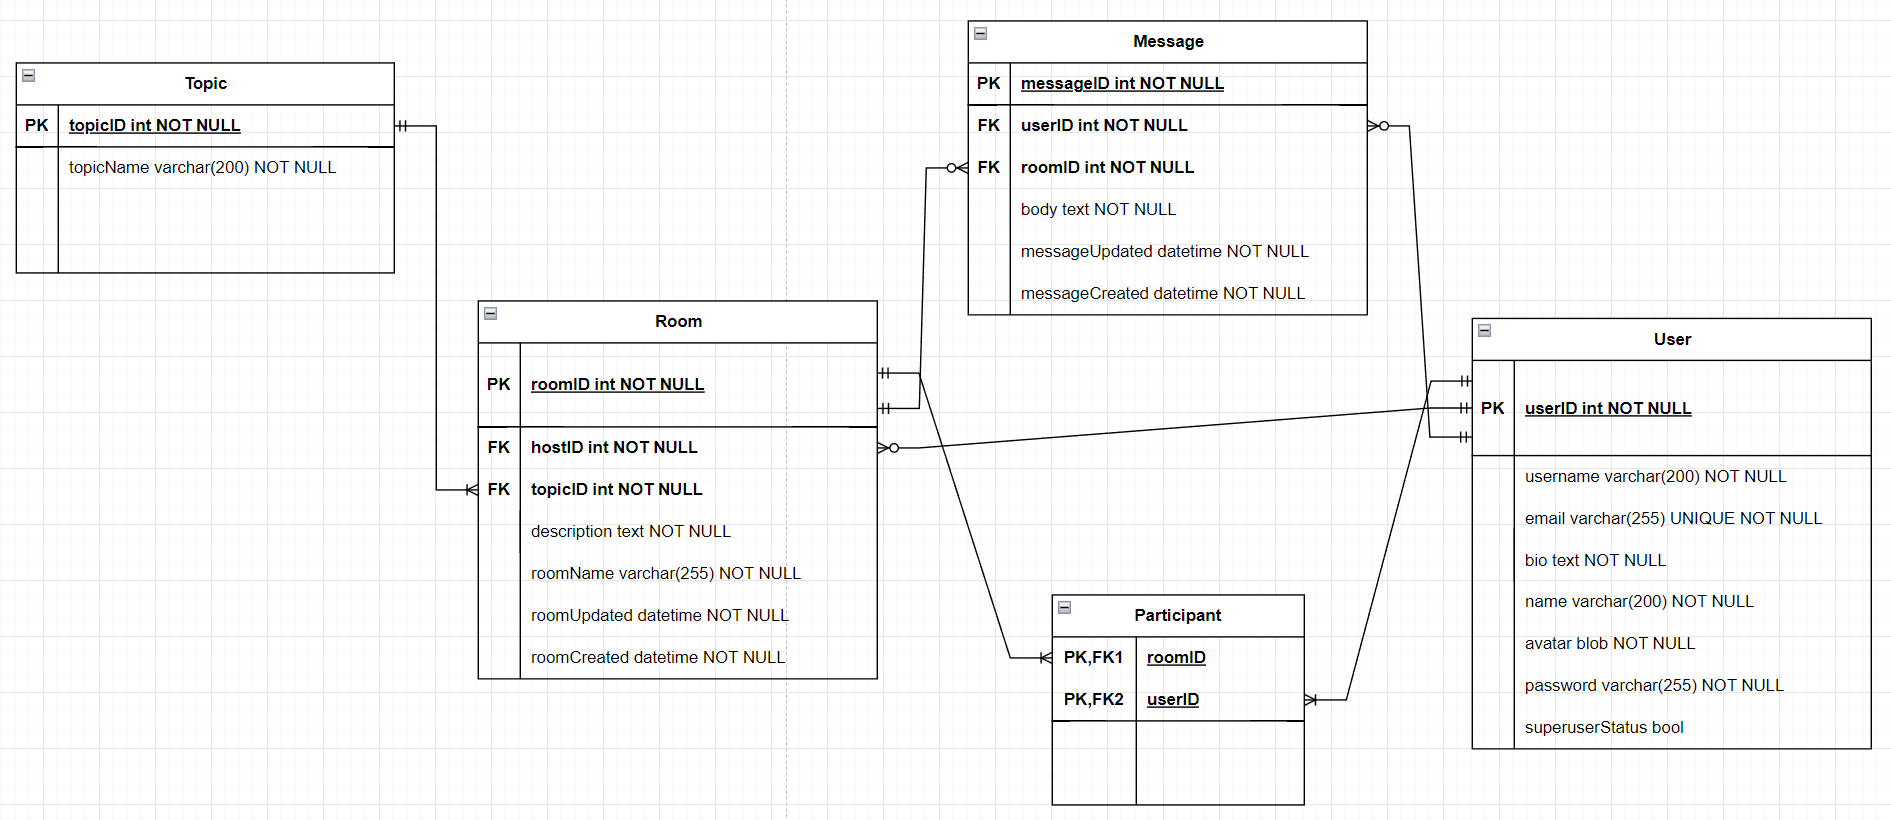 Topic
PK topicID int NOT NULL
topicName varchar(200) NOT NULL
Message
PK messageID int NOT NULL
FK userID int NOT NULL
FK roomID int NOT NULL
body text NOT NULL
messageUpdated datetime NOT NULL
messageCreated datetime NOT NULL
Room
PK roomID int NOT NULL
FK hostID int NOT NULL
FK topicID int NOT NULL
description text NOT NULL
roomName varchar(255) NOT NULL
roomUpdated datetime NOT NULL
roomCreated datetime NOT NULL
User
PK userID int NOT NULL
username varchar(200) NOT NULL
email varchar(255) UNIQUE NOT NULL
bio text NOT NULL
name varchar(200) NOT NULL
avatar blob NOT NULL
password varchar(255) NOT NULL
superuserStatus bool
Participant
PK,FK1 roomID
PK,FK2 userID